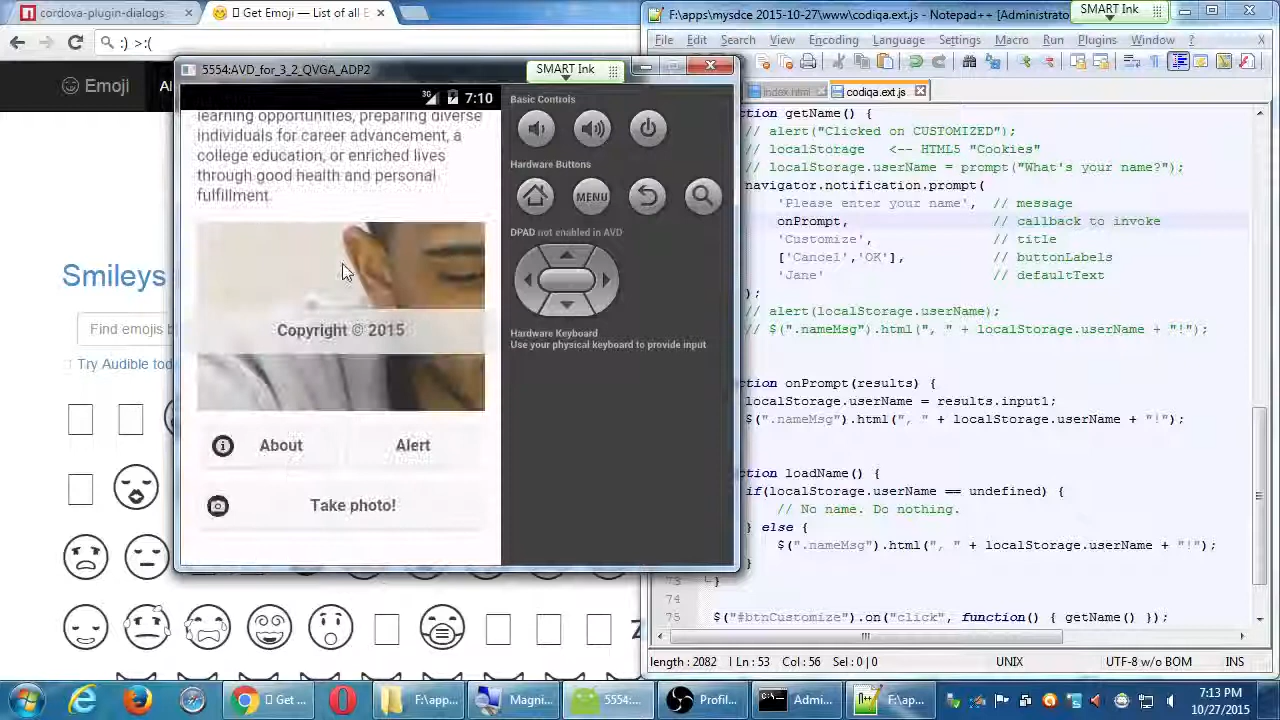 cordova-plugin-dialogs
Get Emoji — List of all E
F:\apps\mysdce 2015-10-27\www\codiqa.ext.js - Notepad++ [Administrato
SMART Ink
:) >:(
File Edit Search View Encoding Language Settings Macro Run Plugins Window ?
5554:AVD_for_3_2_QVGA_ADP2
SMART Ink
Emoji
Al
index.html
codiqa.ext.js
3G
7:10
Basic Controls
learning opportunities, preparing diverse
individuals for career advancement, a
college education, or enriched lives
through good health and personal
fulfillment.
Hardware Buttons
MENU
DPAD not enabled in AVD
Copyright © 2015
Hardware Keyboard
Use your physical keyboard to provide input
About
Alert
Take photo!
Smileys
Find emojis b
Try Audible tod
ction getName() {
// alert("Clicked on CUSTOMIZED");
// localStorage <-- HTML5 "Cookies"
// localStorage.userName = prompt("What's your name?");
navigator.notification.prompt(
'Please enter your name', // message
onPrompt, // callback to invoke
'Customize', // title
['Cancel','OK'], // buttonLabels
'Jane' // defaultText
);
// alert(localStorage.userName);
// $(".nameMsg").html(", " + localStorage.userName + "!");
ction onPrompt(results) {
localStorage.userName = results.input1;
$(".nameMsg").html(", " + localStorage.userName + "!");
ction loadName() {
if(localStorage.userName == undefined) {
// No name. Do nothing.
} else {
$(".nameMsg").html(", " + localStorage.userName + "!");
}
73 }
74
75 $("#btnCustomize").on("click", function() { getName() });
length : 2082 Ln : 53 Col : 56 Sel : 0 | 0 UNIX UTF-8 w/o BOM INS
Get ...
F:\app...
Magni...
5554:...
Profil...
Admi...
F:\ap...
7:13 PM
10/27/2015